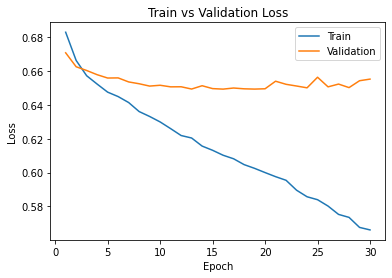 Train vs Validation Loss
Train
Validation
0.68
0.66
0.64
0.62
0.60
0.58
Loss
0 5 10 15 20 25 30
Epoch